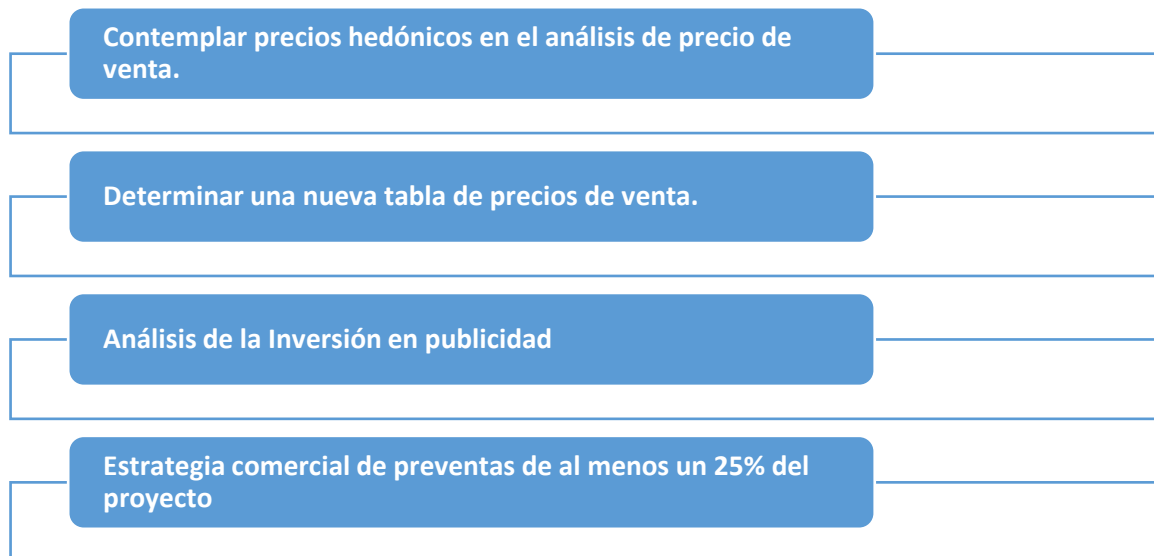 Contemplar precios hedónicos en el análisis de precio de
venta.
Determinar una nueva tabla de precios de venta.
Análisis de la Inversión en publicidad
Estrategia comercial de preventas de al menos un 25% del
proyecto